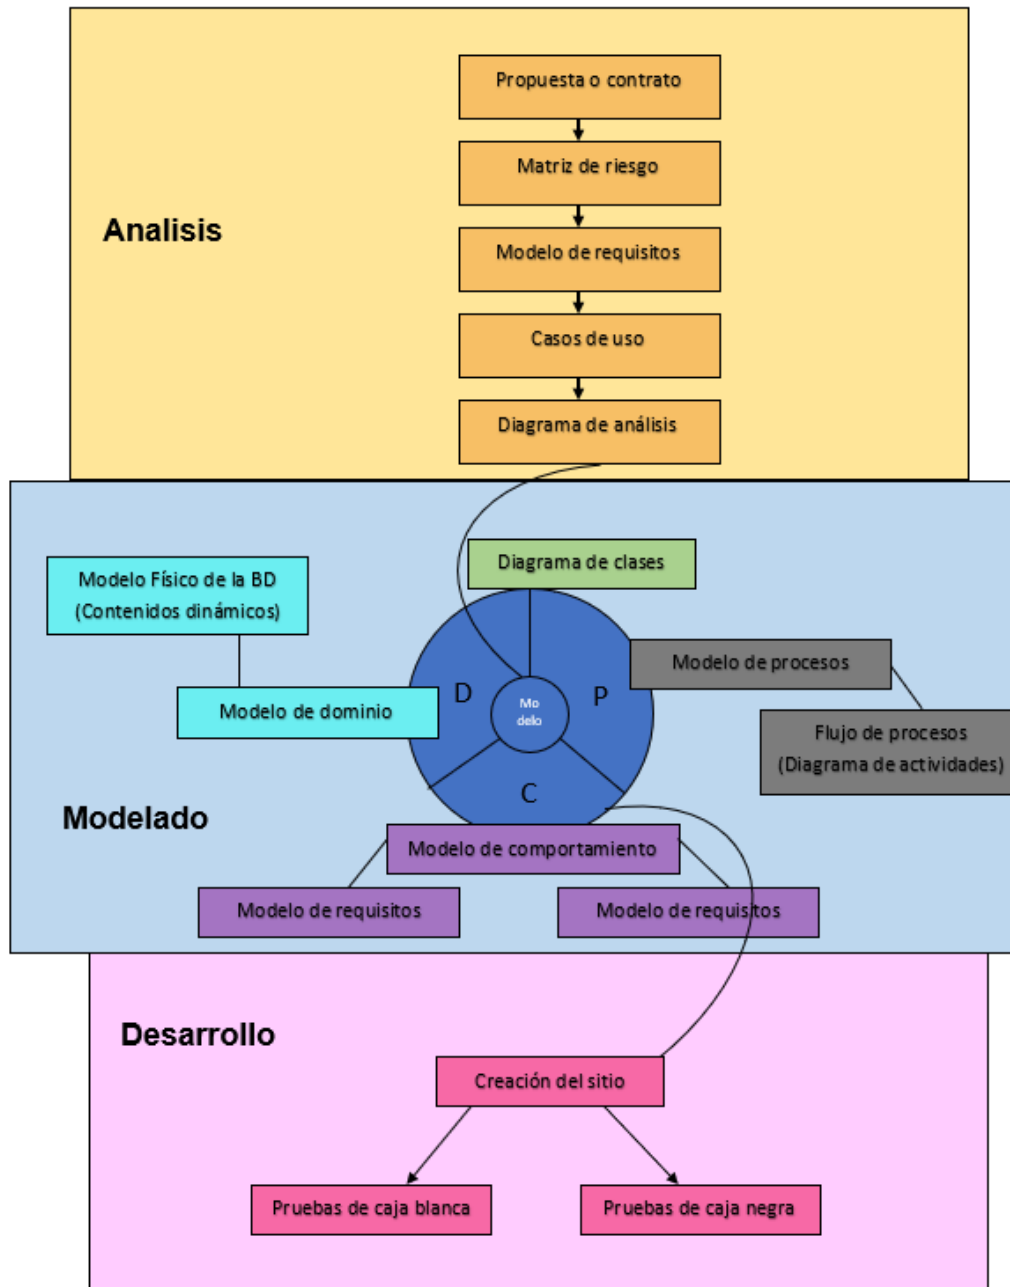 Propuesta o contrato
Matriz de riesgo
Analisis
Modelo de requisitos
Casos de uso
Diagrama de análisis
Diagrama de clases
Modelo Físico de la BD
(Contenidos dinámicos)
Modelo de procesos
D
P
Mo
delo
Modelo de dominio
Flujo de procesos
(Diagrama de actividades)
C
Modelado
Modelo de comportamiento
Modelo de requisitos
Modelo de requisitos
Desarrollo
Creación del sitio
Pruebas de caja blanca
Pruebas de caja negra